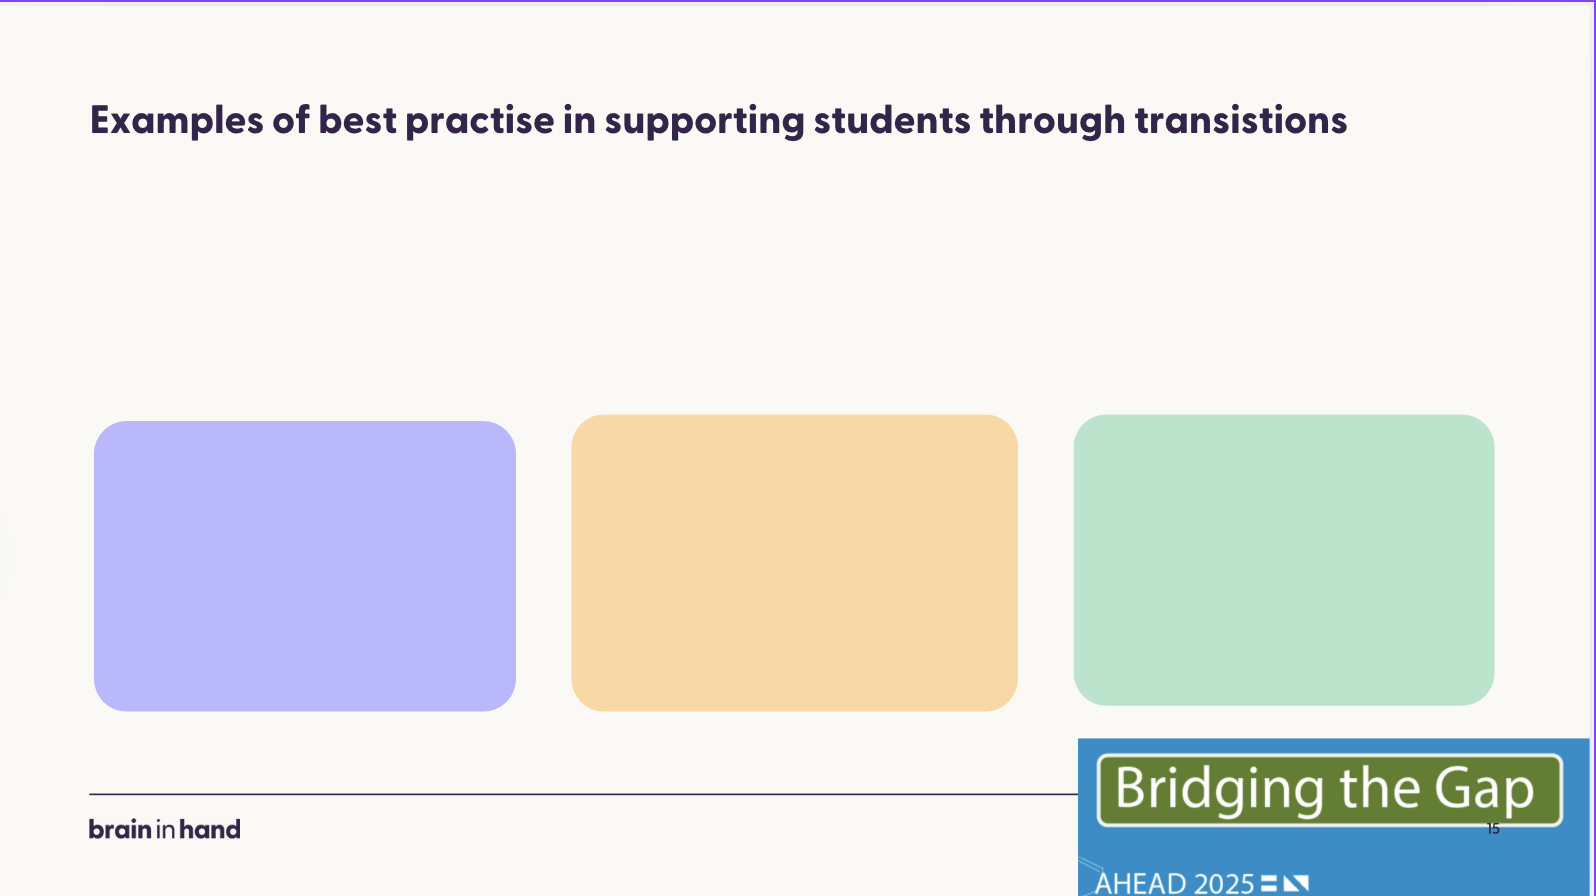 Examples of best practise in supporting students through transistions
brain in hand
Bridging the Gap
15
AHEAD 2025